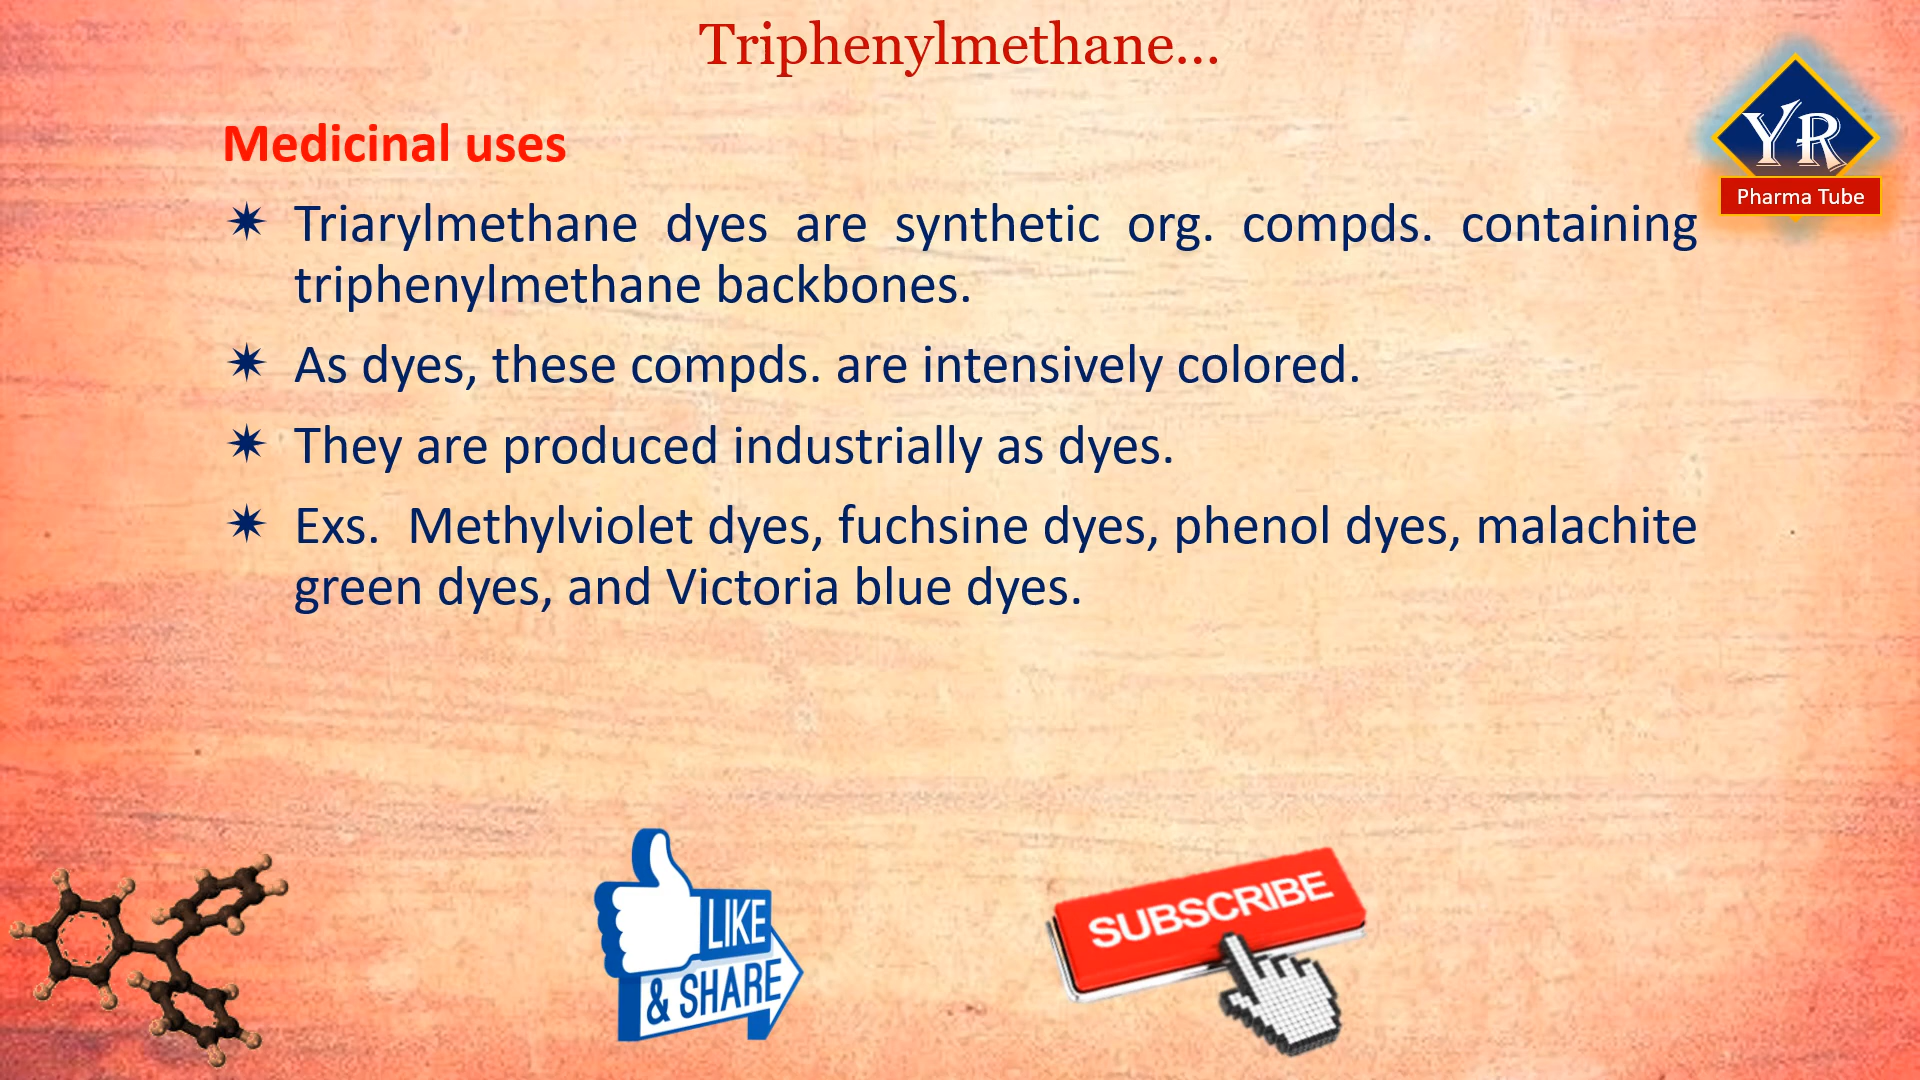 Triphenylmethane...
YR
Pharma Tube
Medicinal uses
Triarylmethane dyes are synthetic org. compds. containing
triphenylmethane backbones.
As dyes, these compds. are intensively colored.
They are produced industrially as dyes.
Exs. Methylviolet dyes, fuchsine dyes, phenol dyes, malachite
green dyes, and Victoria blue dyes.
LIKE
& SHARE
SUBSCRIBE